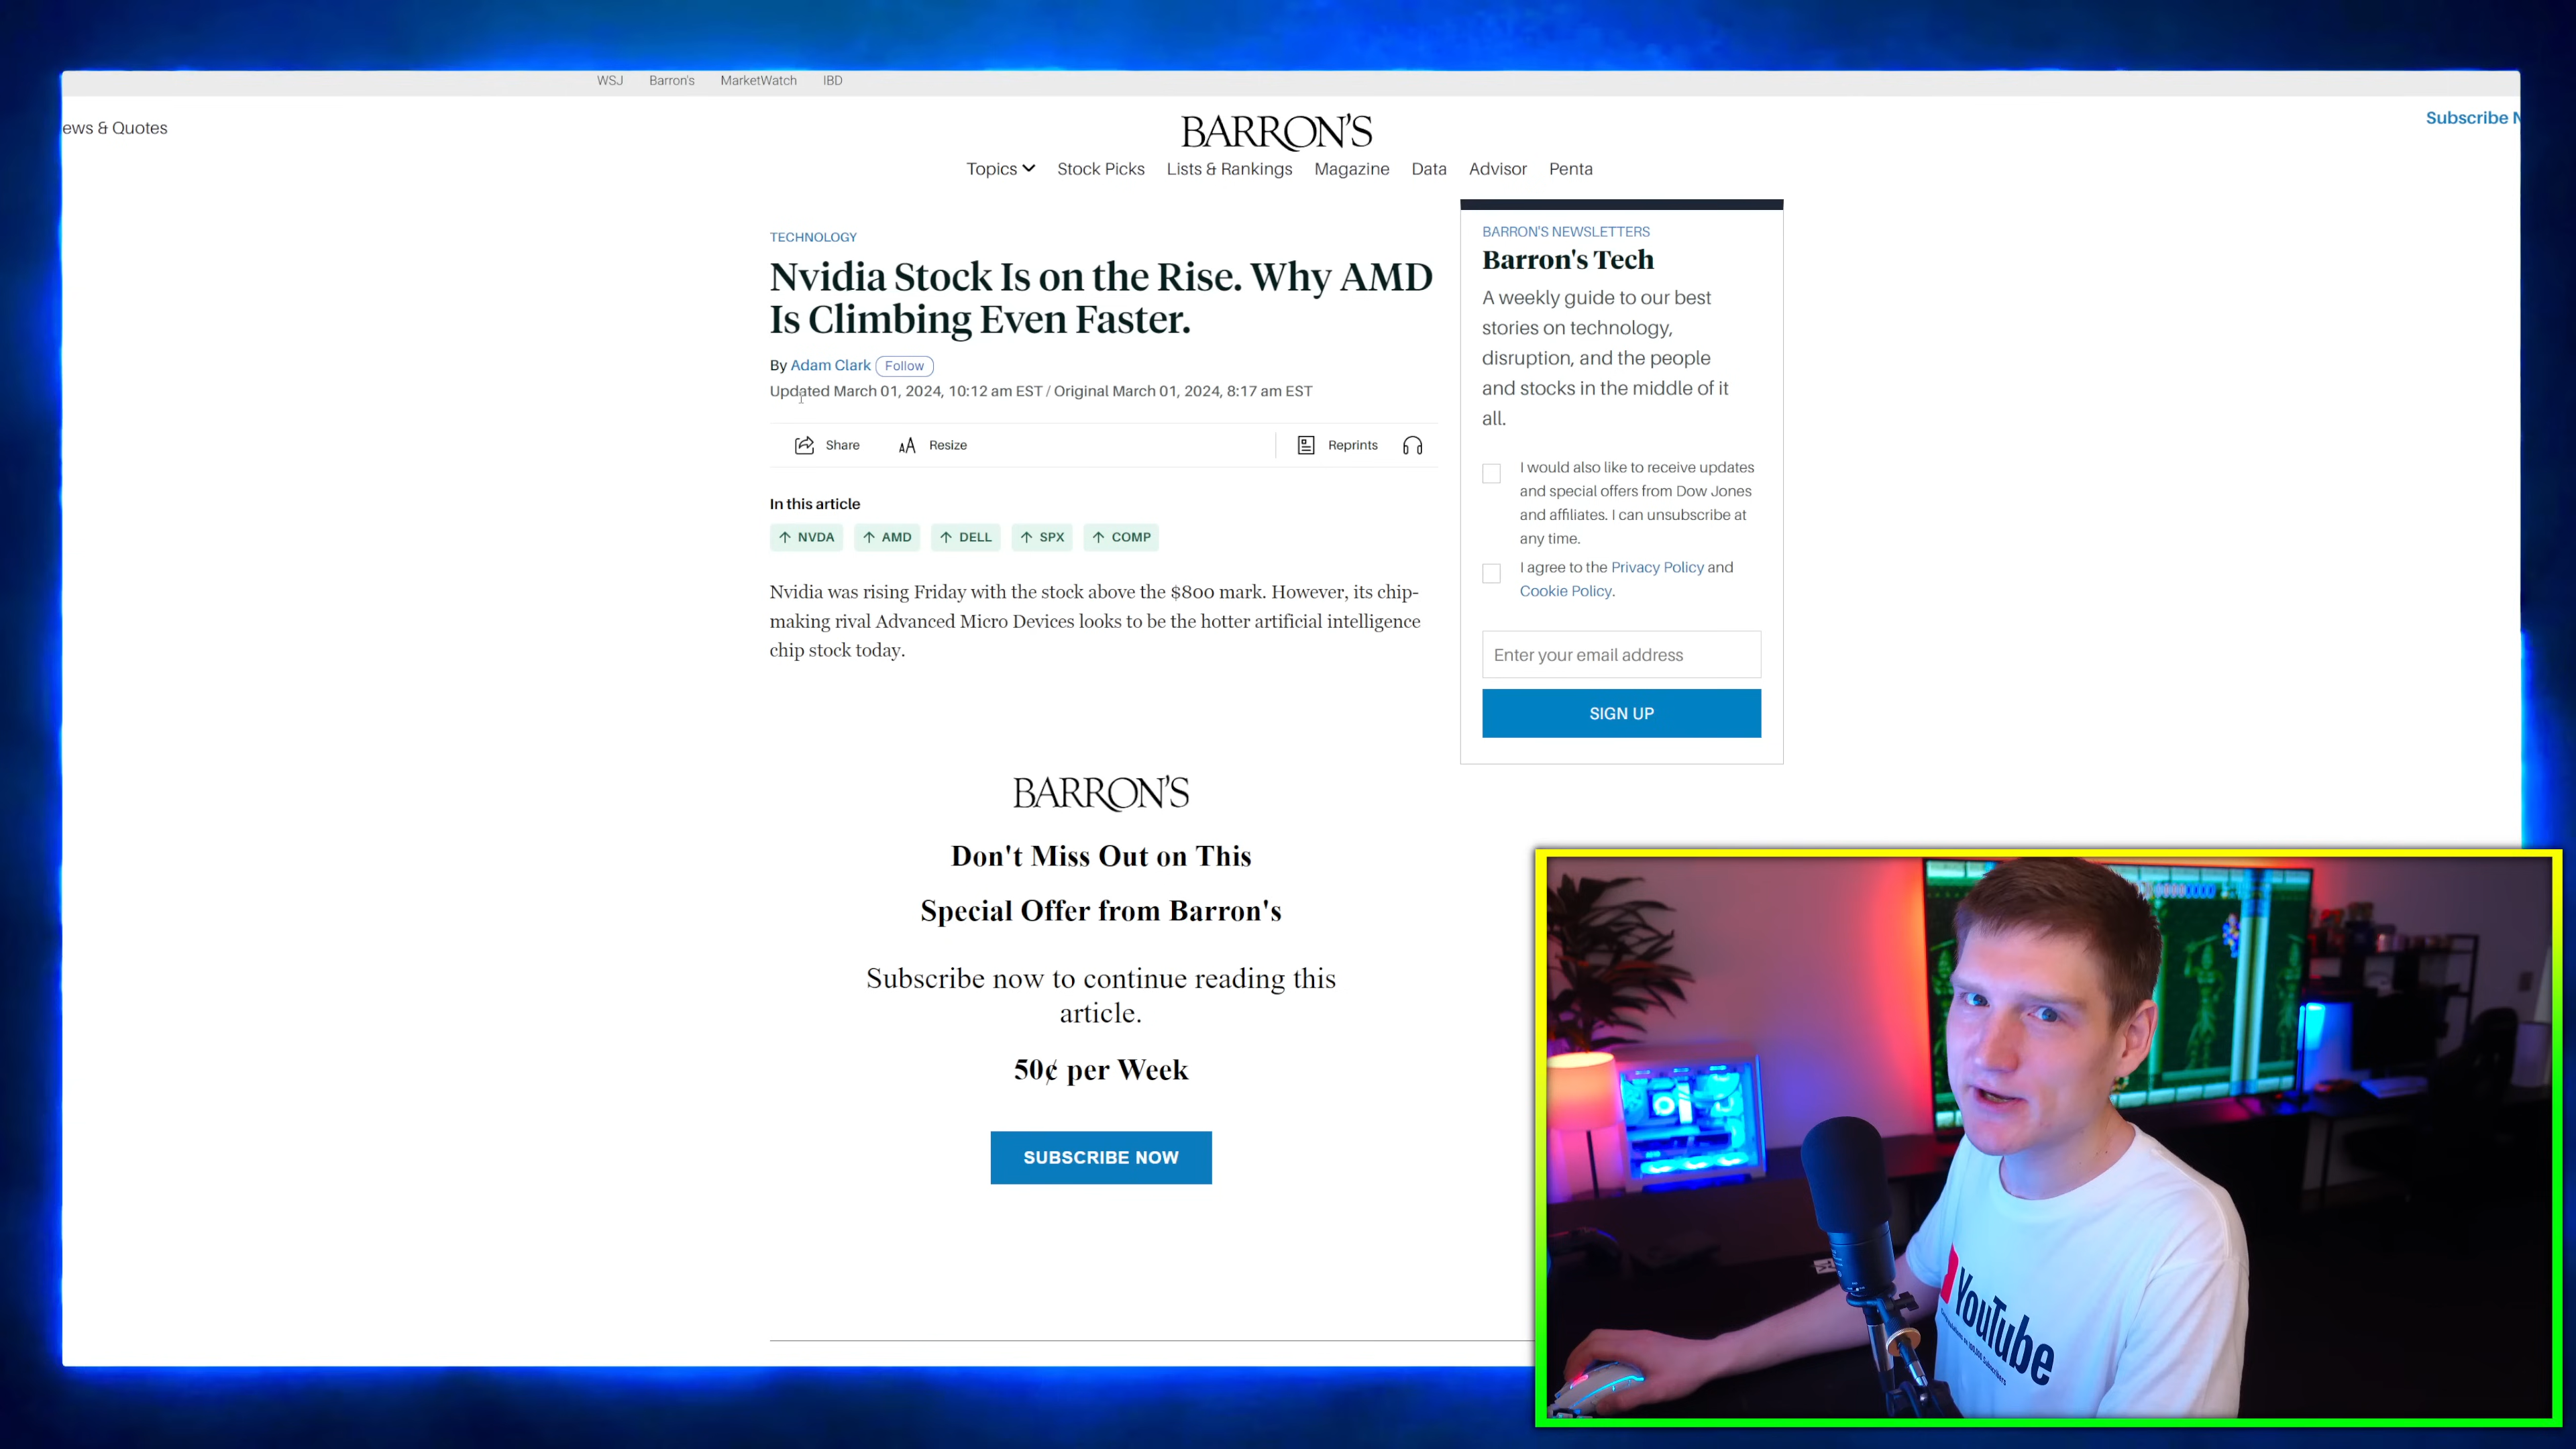 WSJ Barron's MarketWatch IBD
ews & Quotes
BARRON'S
Subscribe N
Topics Stock Picks Lists & Rankings Magazine Data Advisor Penta
TECHNOLOGY
Nvidia Stock Is on the Rise. Why AMD
Is Climbing Even Faster.
By Adam Clark Follow
Updated March 01, 2024, 10:12 am EST / Original March 01, 2024, 8:17 am EST
Share AA Resize Reprints
In this article
↑ NVDA ↑ AMD ↑ DELL ↑ SPX ↑ COMP
Nvidia was rising Friday with the stock above the $800 mark. However, its chip-
making rival Advanced Micro Devices looks to be the hotter artificial intelligence
chip stock today.
BARRON'S
Don't Miss Out on This
Special Offer from Barron's
Subscribe now to continue reading this
article.
50¢ per Week
SUBSCRIBE NOW
BARRON'S NEWSLETTERS
Barron's Tech
A weekly guide to our best
stories on technology,
disruption, and the people
and stocks in the middle of it
all.
I would also like to receive updates
and special offers from Dow Jones
and affiliates. I can unsubscribe at
any time.
I agree to the Privacy Policy and
Cookie Policy.
Enter your email address
SIGN UP
YouTube